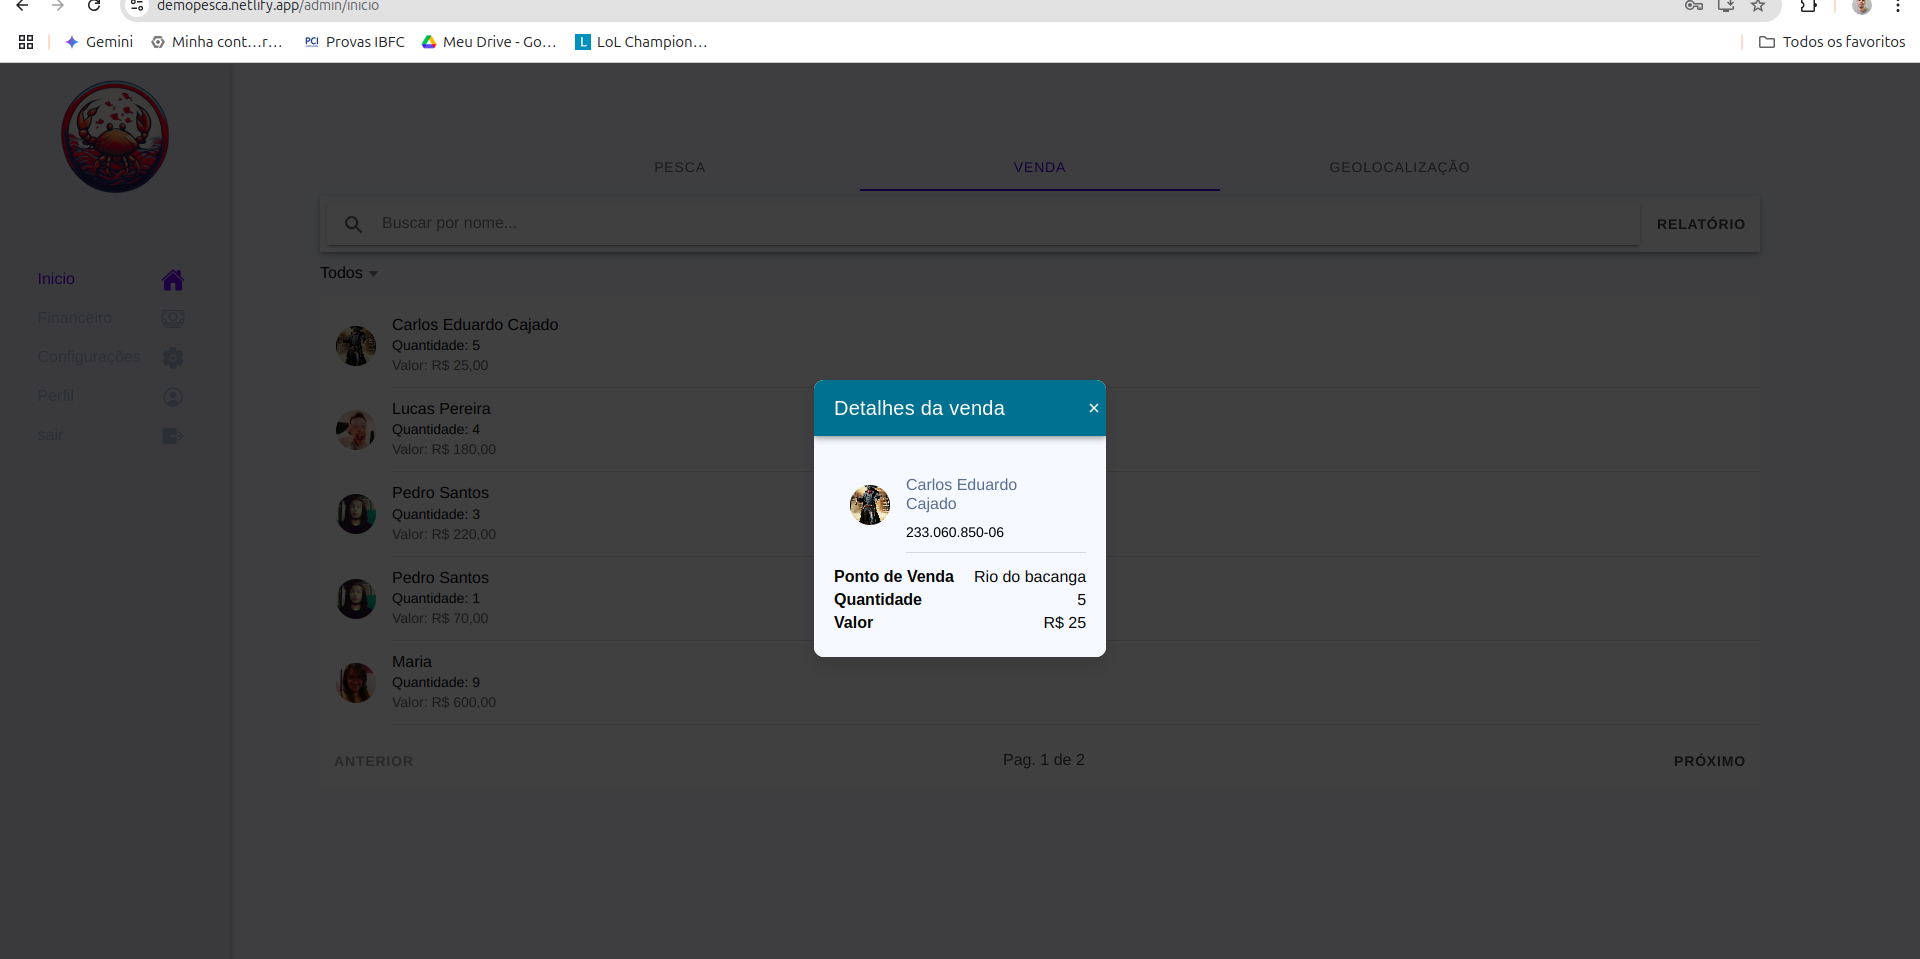 demopesca.netlify.app/admin/inicio
Gemini
Minha cont...r...
PCI Provas IBFC
Meu Drive - Go...
L LoL Champion...
Todos os favoritos
PESCA
VENDA
GEOLOCALIZAÇÃO
Buscar por nome...
RELATÓRIO
Todos
Inicio
Financeiro
Configurações
Perfil
sair
Carlos Eduardo Cajado
Quantidade: 5
Valor: R$ 25,00
Lucas Pereira
Quantidade: 4
Valor: R$ 180,00
Pedro Santos
Quantidade: 3
Valor: R$ 220,00
Pedro Santos
Quantidade: 1
Valor: R$ 70,00
Maria
Quantidade: 9
Valor: R$ 600,00
ANTERIOR
Pag. 1 de 2
PRÓXIMO
Detalhes da venda
×
Carlos Eduardo
Cajado
233.060.850-06
Ponto de Venda Rio do bacanga
Quantidade 5
Valor R$ 25